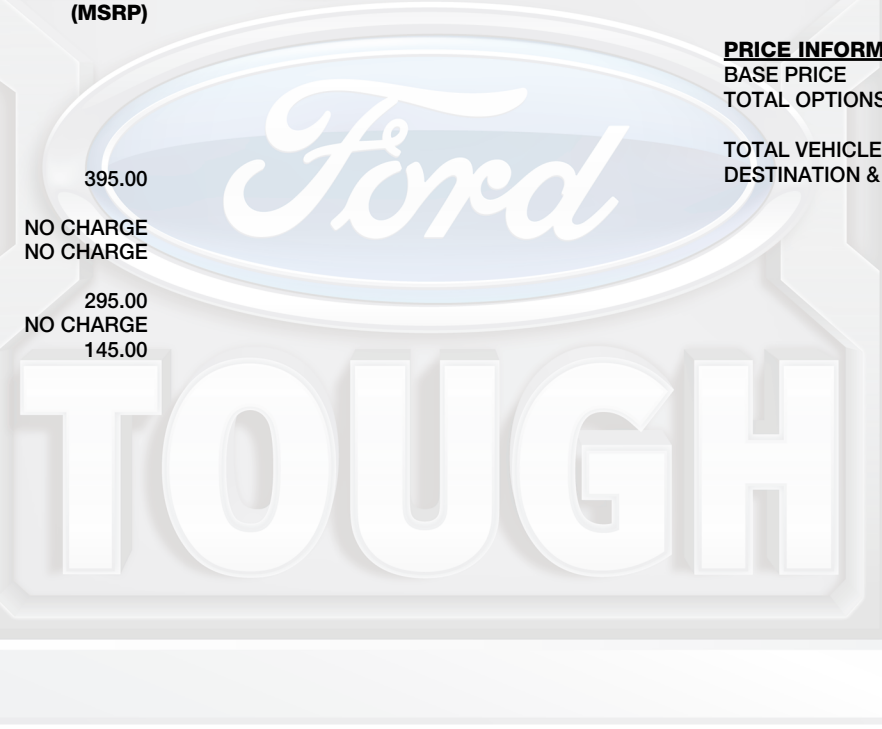 (MSRP)
395.00
NO CHARGE
NO CHARGE
295.00
NO CHARGE
145.00
PRICE INFORM
BASE PRICE
TOTAL OPTIONS
TOTAL VEHICLE
DESTINATION &
Ford
TOUGH